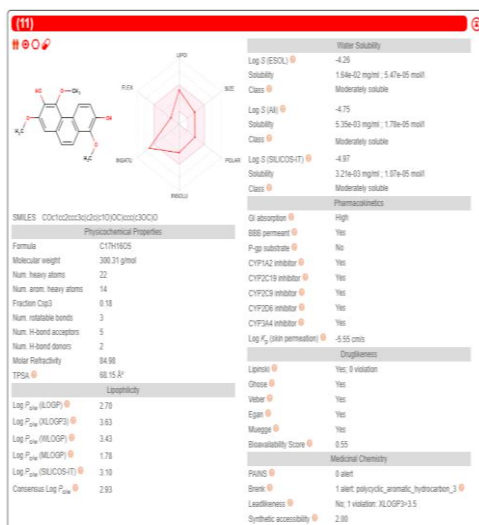 (11)
LIPO
FLEX
SIZE
INSATU
POLAR
INSOLU
HO
O
CH₃
H₃C
O
OH
O
H₃C
SMILES COc1cc2ccc3c(c2c(c1O)OC)ccc(c3OC)O
Physicochemical Properties
Formula C17H16O5
Molecular weight 300.31 g/mol
Num. heavy atoms 22
Num. arom. heavy atoms 14
Fraction Csp3 0.18
Num. rotatable bonds 3
Num. H-bond acceptors 5
Num. H-bond donors 2
Molar Refractivity 84.98
TPSA 68.15 Å²
Lipophilicity
Log Po/w (iLOGP) 2.70
Log Po/w (XLOGP3) 3.63
Log Po/w (WLOGP) 3.43
Log Po/w (MLOGP) 1.78
Log Po/w (SILICOS-IT) 3.10
Consensus Log Po/w 2.93
Water Solubility
Log S (ESOL) -4.26
Solubility 1.64e-02 mg/ml ; 5.47e-05 mol/l
Class Moderately soluble
Log S (Ali) -4.75
Solubility 5.35e-03 mg/ml ; 1.78e-05 mol/l
Class Moderately soluble
Log S (SILICOS-IT) -4.97
Solubility 3.21e-03 mg/ml ; 1.07e-05 mol/l
Class Moderately soluble
Pharmacokinetics
GI absorption High
BBB permeant Yes
P-gp substrate No
CYP1A2 inhibitor Yes
CYP2C19 inhibitor Yes
CYP2C9 inhibitor Yes
CYP2D6 inhibitor Yes
CYP3A4 inhibitor Yes
Log Kp (skin permeation) -5.55 cm/s
Druglikeness
Lipinski Yes; 0 violation
Ghose Yes
Veber Yes
Egan Yes
Muegge Yes
Bioavailability Score 0.55
Medicinal Chemistry
PAINS 0 alert
Brenk 1 alert: polycyclic_aromatic_hydrocarbon_3
Leadlikeness No; 1 violation: XLOGP3>3.5
Synthetic accessibility 2.00